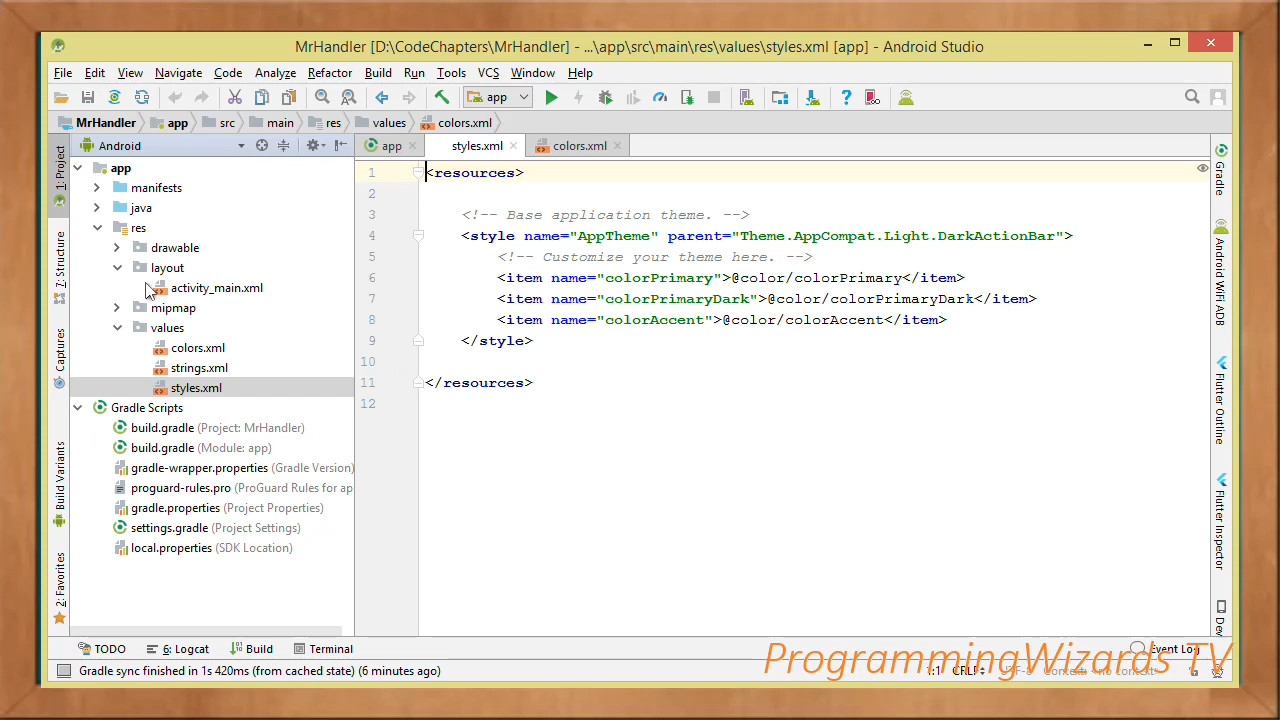 MrHandler [D:\CodeChapters\MrHandler] - ...\app\src\main\res\values\styles.xml [app] - Android Studio
File Edit View Navigate Code Analyze Refactor Build Run Tools VCS Window Help
app
MrHandler app src main res values colors.xml
Android
app styles.xml colors.xml
1: Project
7: Structure
Captures
Build Variants
2: Favorites
app
manifests
java
res
drawable
layout
activity_main.xml
mipmap
values
colors.xml
strings.xml
styles.xml
Gradle Scripts
build.gradle (Project: MrHandler)
build.gradle (Module: app)
gradle-wrapper.properties (Gradle Version)
proguard-rules.pro (ProGuard Rules for ap
gradle.properties (Project Properties)
settings.gradle (Project Settings)
local.properties (SDK Location)
1 <resources>
2
3 <!-- Base application theme. -->
4 <style name="AppTheme" parent="Theme.AppCompat.Light.DarkActionBar">
5 <!-- Customize your theme here. -->
6 <item name="colorPrimary">@color/colorPrimary</item>
7 <item name="colorPrimaryDark">@color/colorPrimaryDark</item>
8 <item name="colorAccent">@color/colorAccent</item>
9 </style>
10
11 </resources>
12
Gradle
Android WiFi ADB
Flutter Outline
Flutter Inspector
Dev
TODO 6: Logcat Build Terminal Event Log
ProgrammingWizards TV
Gradle sync finished in 1s 420ms (from cached state) (6 minutes ago) 1:1 CRLF UTF-8 Context: <no context>